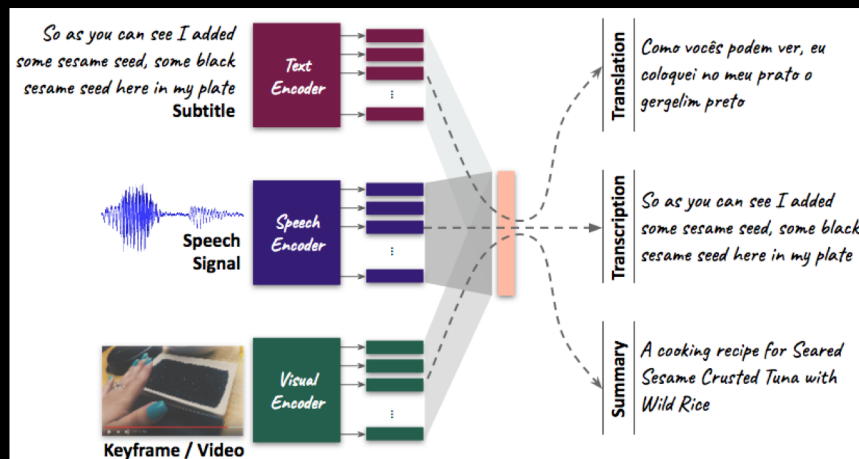 So as you can see I added
some sesame seed, some black
sesame seed here in my plate
Subtitle
Text
Encoder
Speech
Signal
Speech
Encoder
Keyframe / Video
Visual
Encoder
Translation
Como vocês podem ver, eu
coloquei no meu prato o
gergelim preto
Transcription
So as you can see I added
some sesame seed, some black
sesame seed here in my plate
Summary
A cooking recipe for Seared
Sesame Crusted Tuna with
Wild Rice